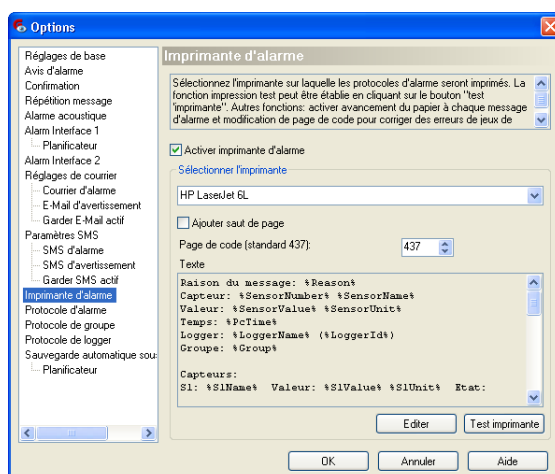 Options
Réglages de base
Avis d'alarme
Confirmation
Répétition message
Alarme acoustique
Alarm Interface 1
Planificateur
Alarm Interface 2
Réglages de courrier
Courrier d'alarme
E-Mail d'avertissement
Garder E-Mail actif
Paramètres SMS
SMS d'alarme
SMS d'avertissement
Garder SMS actif
Imprimante d'alarme
Protocole d'alarme
Protocole de groupe
Protocole de logger
Sauvegarde automatique sou
Planificateur
Imprimante d'alarme
Sélectionnez l'imprimante sur laquelle les protocoles d'alarme seront imprimés. La
fonction impression test peut être établie en cliquant sur le bouton "test
'imprimante". Autres fonctions: activer avancement du papier à chaque message
d'alarme et modification de page de code pour corriger des erreurs de jeux de
Activer imprimante d'alarme
Sélectionner l'imprimante
HP LaserJet 6L
Ajouter saut de page
Page de code (standard 437):
437
Texte
Raison du message: %Reason%
Capteur: %SensorNumber% %SensorName%
Valeur: %SensorValue% %SensorUnit%
Temps: %PcTime%
Logger: %LoggerName% (%LoggerId%)
Groupe: %Group%
Capteurs:
S1: %S1Name% Valeur: %S1Value% %S1Unit% Etat:
Editer
Test imprimante
OK
Annuler
Aide